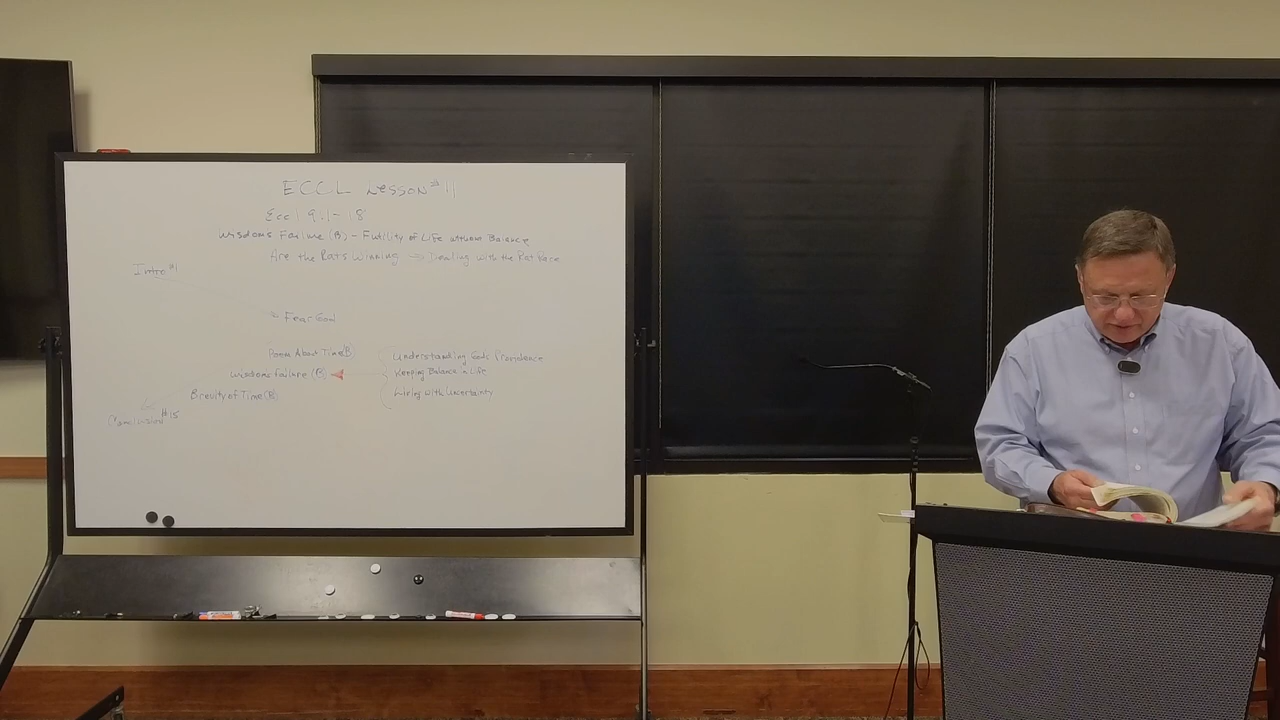 ECCL Lesson #11
Eccl 9:1-18
Wisdoms Failure (B) - Futility of Life without Balance
Are the Rats Winning → Dealing with the Rat Race
Intro #1
Fear God
Poem About Time (B)
Wisdoms failure (B)
Brevity of Time (B)
Conclusion #15
Understanding Gods Providence
Keeping Balance in Life
Living with Uncertainty